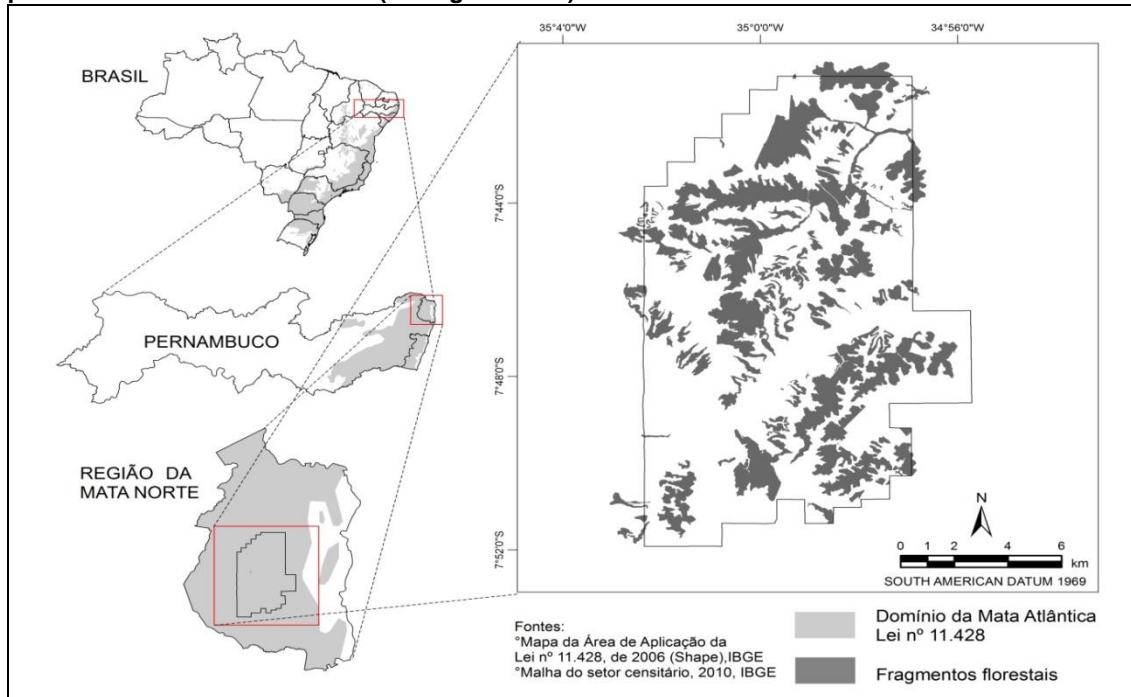 BRASIL
PERNAMBUCO
REGIÃO DA
MATA NORTE
35°4'0"W
35°0'0"W
34°56'0"W
7°44'0"S
7°48'0"S
7°52'0"S
N
0 1 2 4 6
km
SOUTH AMERICAN DATUM 1969
Fontes:
°Mapa da Área de Aplicação da
Lei nº 11.428, de 2006 (Shape),IBGE
°Malha do setor censitário, 2010, IBGE
Domínio da Mata Atlântica
Lei nº 11.428
Fragmentos florestais